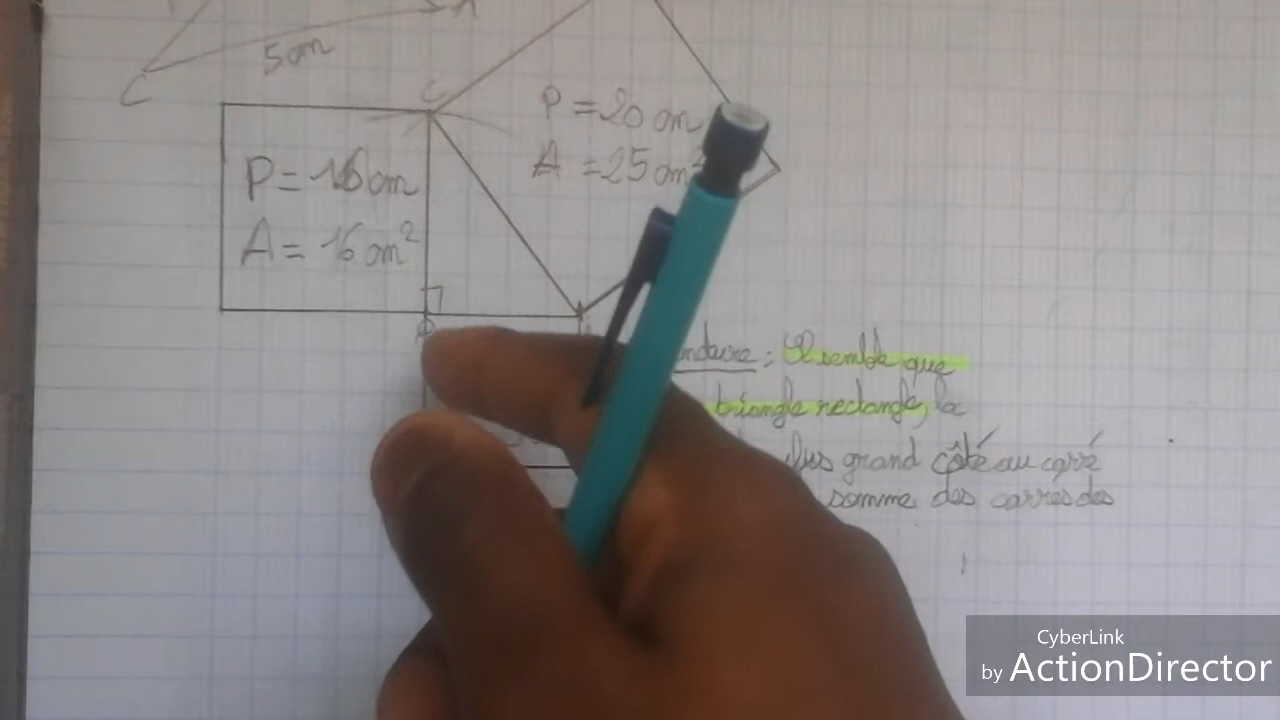 5cm
C
C
P = 20 cm
A = 25 cm²
P = 16 cm
A = 16 cm²
: Il semble que
triangle rectangle, la
plus grand côté au carré
somme des carrés des
CyberLink
by ActionDirector